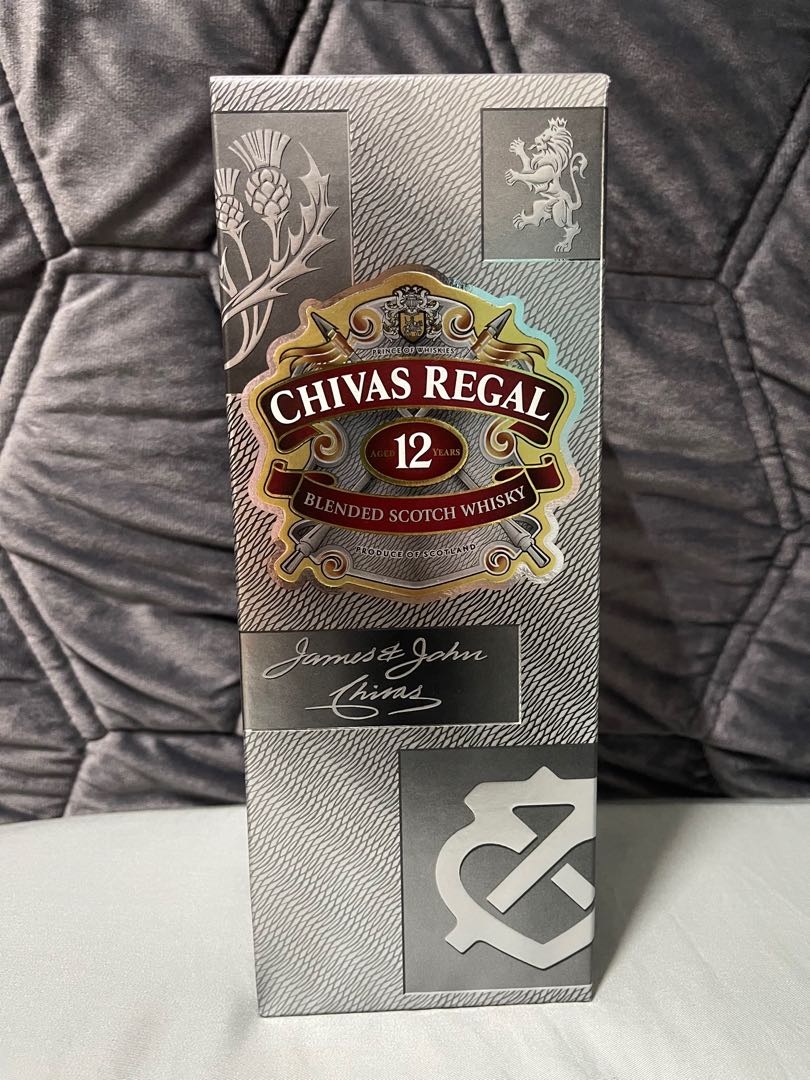 PRINCE OF WHISKIES
CHIVAS REGAL
AGED 12 YEARS
BLENDED SCOTCH WHISKY
PRODUCE OF SCOTLAND
James & John
Chivas